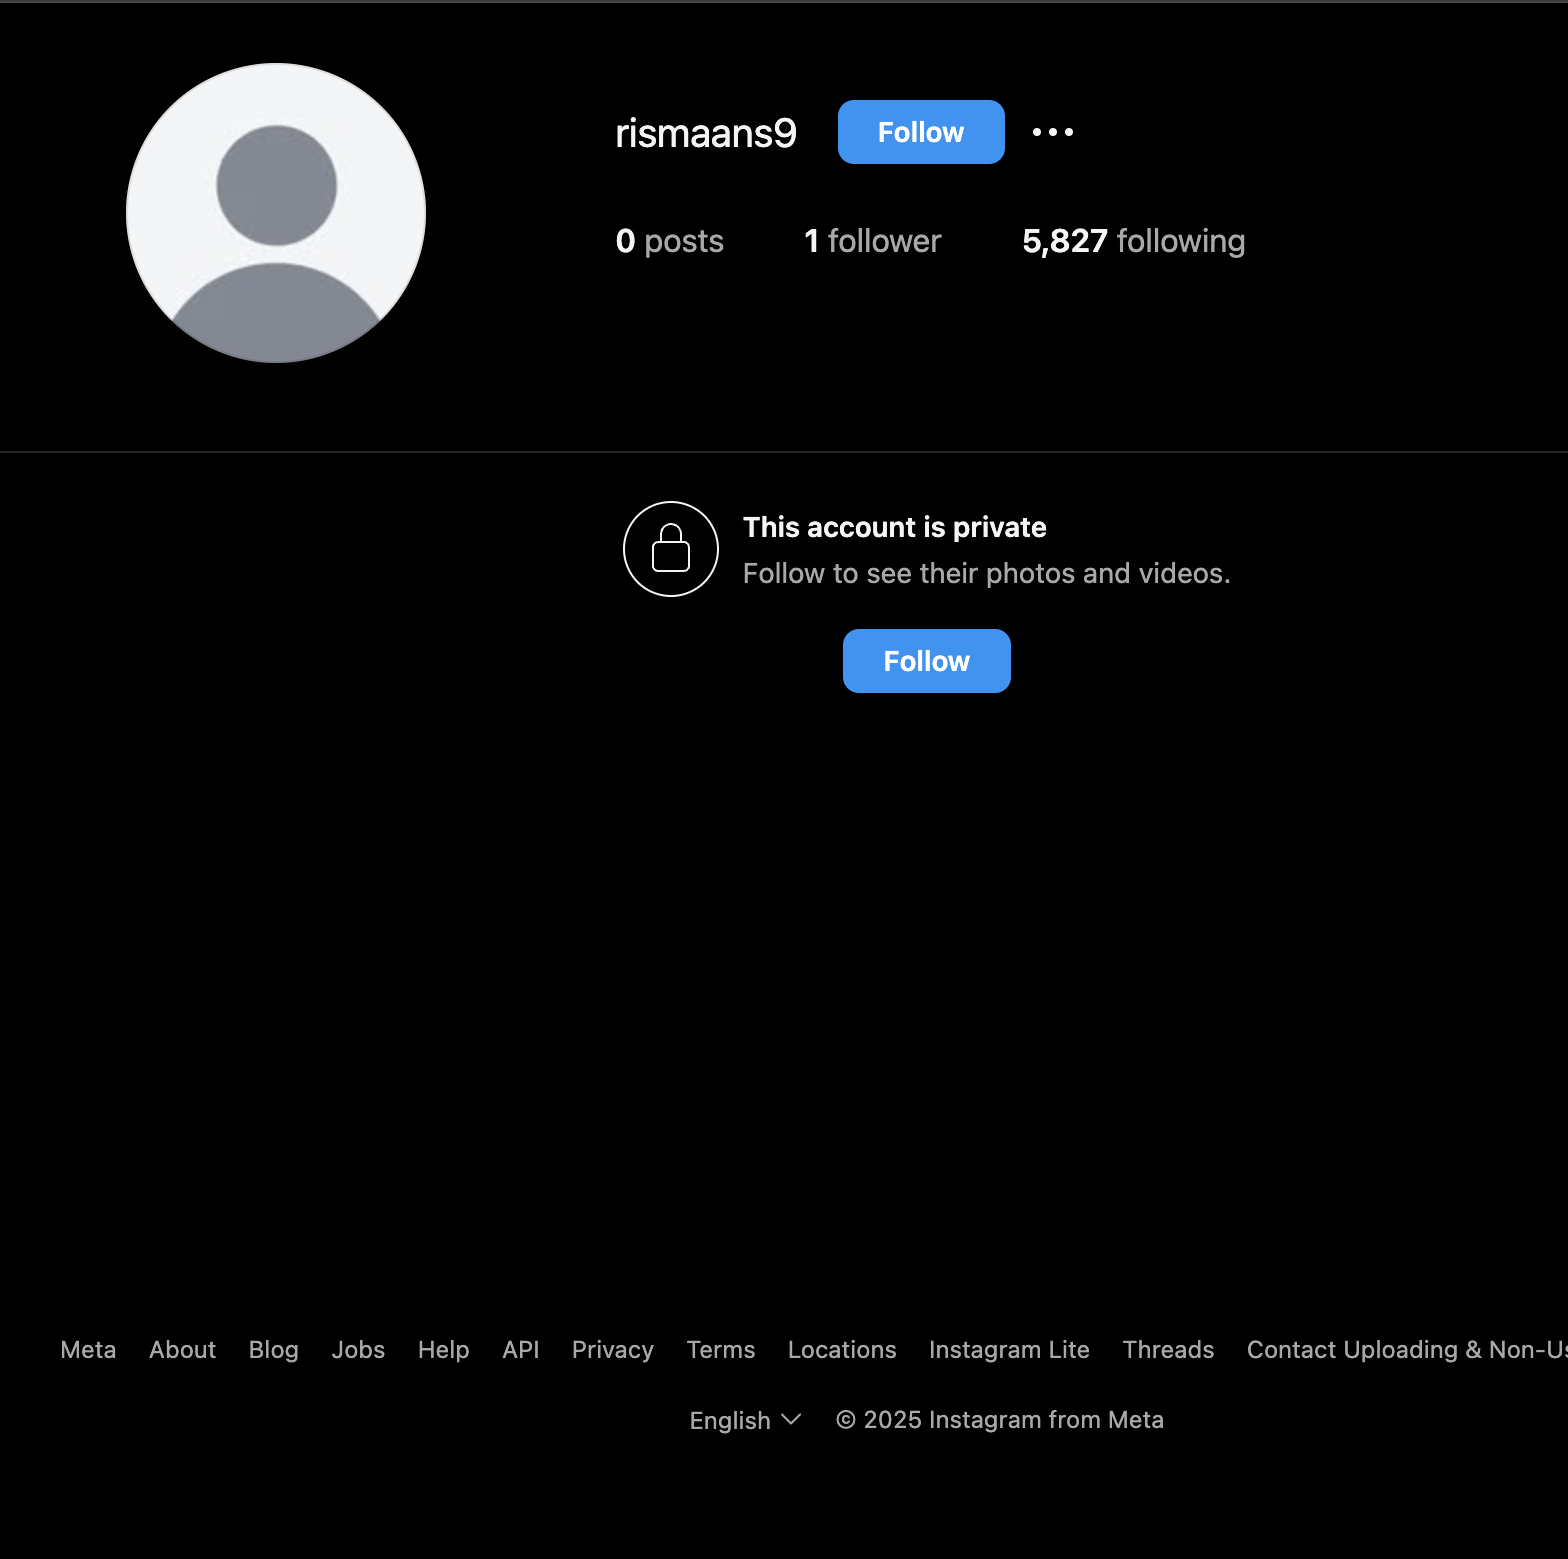 rismaans9 Follow
0 posts 1 follower 5,827 following
This account is private
Follow to see their photos and videos.
Follow
Meta About Blog Jobs Help API Privacy Terms Locations Instagram Lite Threads Contact Uploading & Non-Us
English © 2025 Instagram from Meta